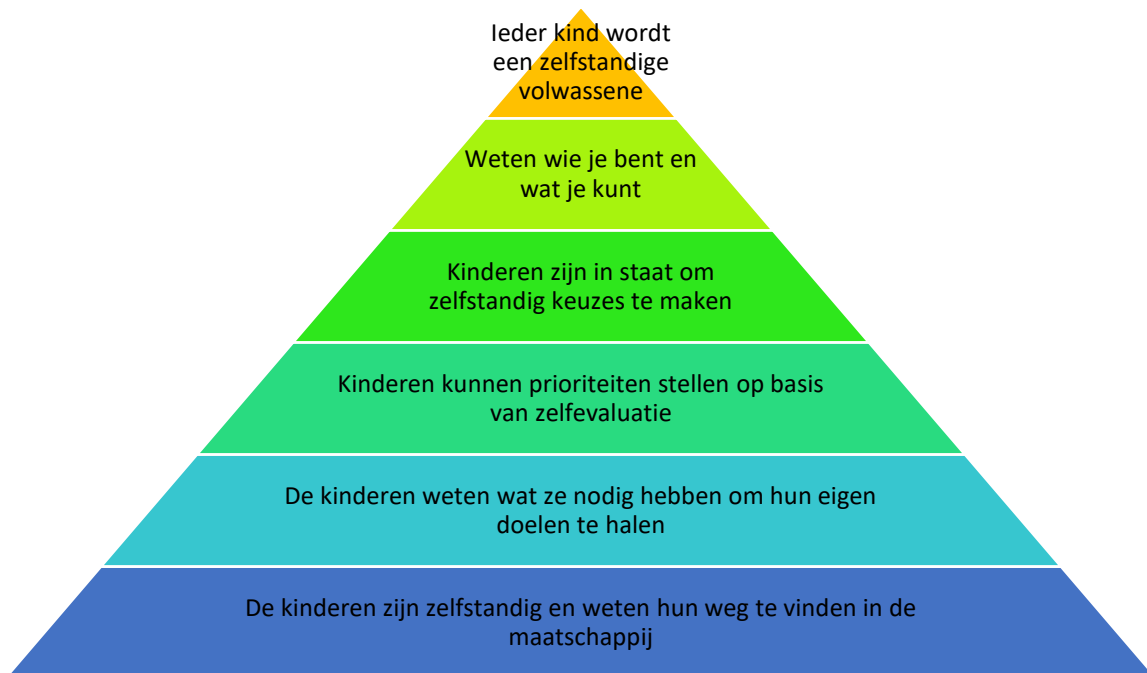 Ieder kind wordt
een zelfstandige
volwassene
Weten wie je bent en
wat je kunt
Kinderen zijn in staat om
zelfstandig keuzes te maken
Kinderen kunnen prioriteiten stellen op basis
van zelfevaluatie
De kinderen weten wat ze nodig hebben om hun eigen
doelen te halen
De kinderen zijn zelfstandig en weten hun weg te vinden in de
maatschappij